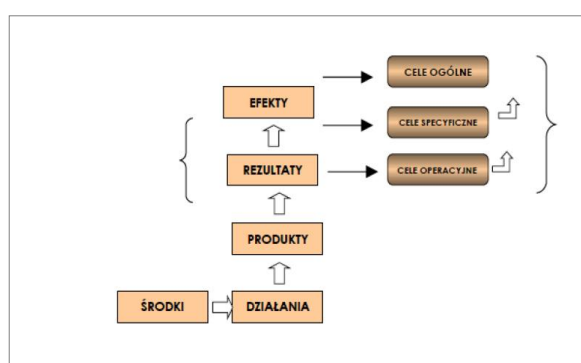 CELE OGÓLNE
EFEKTY
CELE SPECYFICZNE
REZULTATY
CELE OPERACYJNE
PRODUKTY
ŚRODKI
DZIAŁANIA